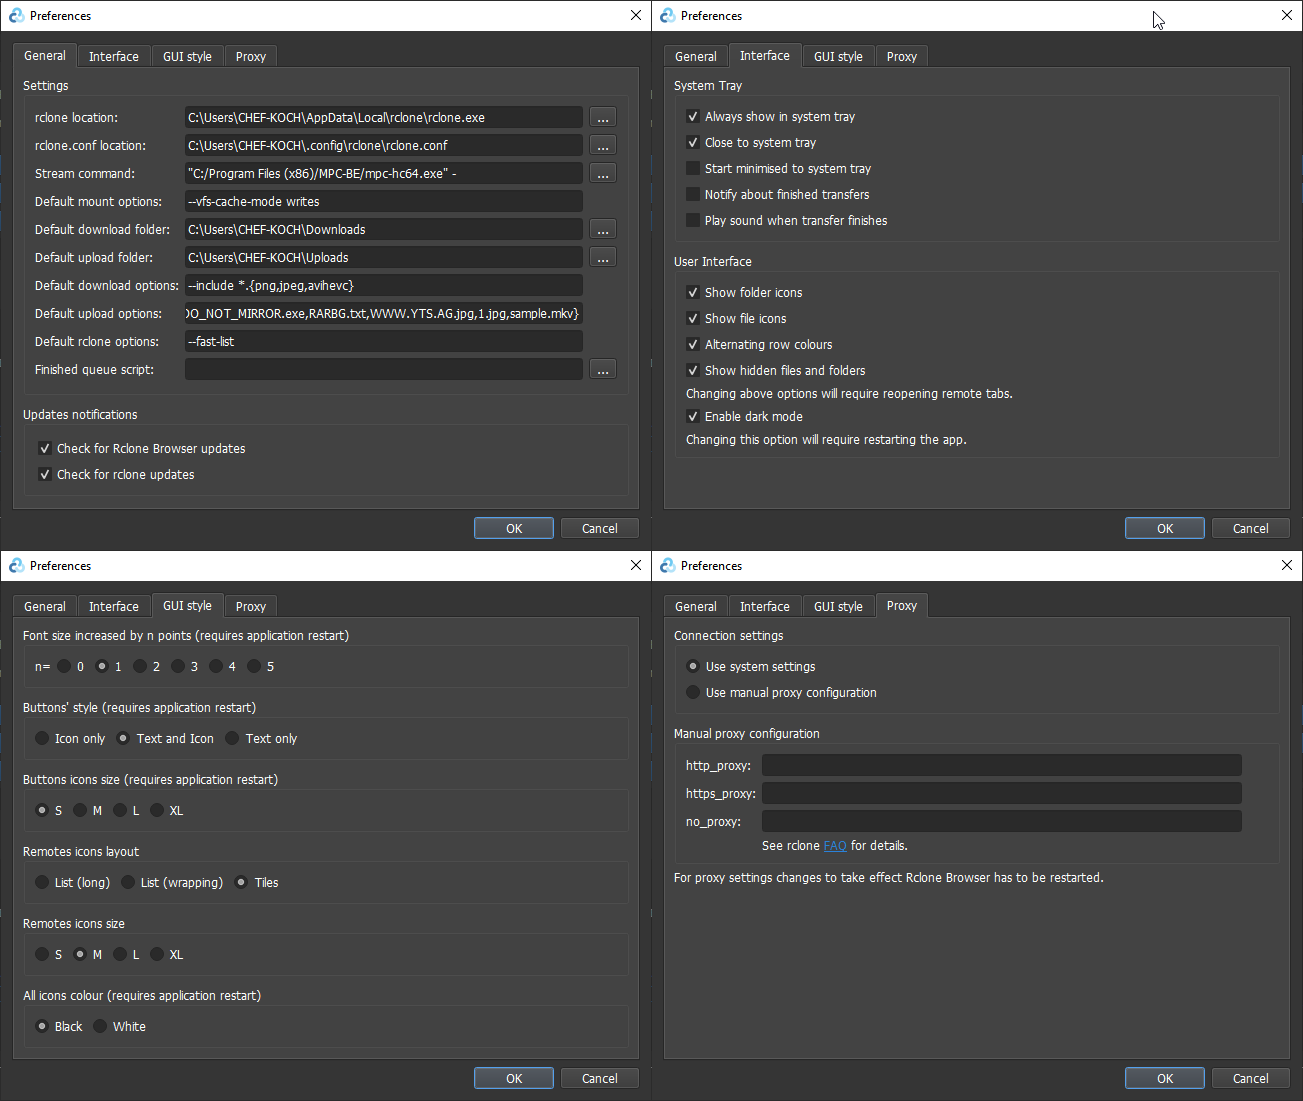 Preferences
General Interface GUI style Proxy
Settings
rclone location: C:\Users\CHEF-KOCH\AppData\Local\rclone\rclone.exe ...
rclone.conf location: C:\Users\CHEF-KOCH\.config\rclone\rclone.conf ...
Stream command: "C:/Program Files (x86)/MPC-BE/mpc-hc64.exe" - ...
Default mount options: --vfs-cache-mode writes
Default download folder: C:\Users\CHEF-KOCH\Downloads ...
Default upload folder: C:\Users\CHEF-KOCH\Uploads ...
Default download options: --include *.{png,jpeg,avihevc}
Default upload options: DO_NOT_MIRROR.exe,RARBG.txt,WWW.YTS.AG.jpg,1.jpg,sample.mkv}
Default rclone options: --fast-list
Finished queue script: ...
Updates notifications
Check for Rclone Browser updates
Check for rclone updates
OK Cancel
Preferences
General Interface GUI style Proxy
System Tray
Always show in system tray
Close to system tray
Start minimised to system tray
Notify about finished transfers
Play sound when transfer finishes
User Interface
Show folder icons
Show file icons
Alternating row colours
Show hidden files and folders
Changing above options will require reopening remote tabs.
Enable dark mode
Changing this option will require restarting the app.
OK Cancel
Preferences
General Interface GUI style Proxy
Font size increased by n points (requires application restart)
n= 0 1 2 3 4 5
Buttons' style (requires application restart)
Icon only Text and Icon Text only
Buttons icons size (requires application restart)
S M L XL
Remotes icons layout
List (long) List (wrapping) Tiles
Remotes icons size
S M L XL
All icons colour (requires application restart)
Black White
OK Cancel
Preferences
General Interface GUI style Proxy
Connection settings
Use system settings
Use manual proxy configuration
Manual proxy configuration
http_proxy:
https_proxy:
no_proxy:
See rclone FAQ for details.
For proxy settings changes to take effect Rclone Browser has to be restarted.
OK Cancel